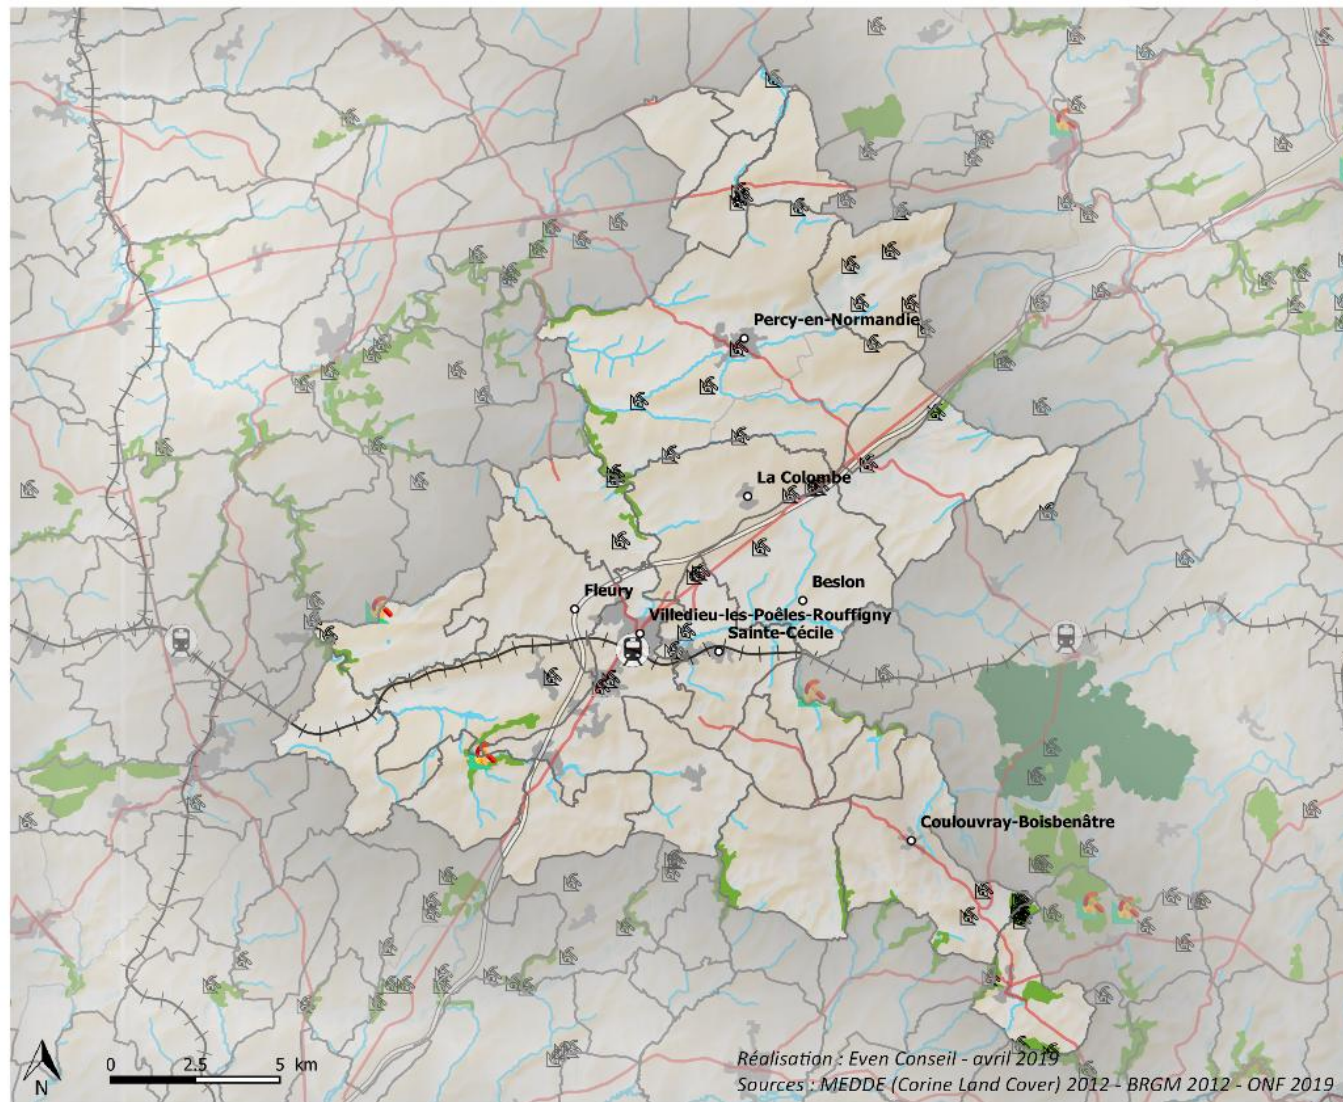 Percy-en-Normandie
La Colombe
Beslon
Fleury
Villedieu-les-Poêles-Rouffigny
Sainte-Cécile
Coulouvray-Boisbenâtre
0 2.5 5 km
N
Réalisation : Even Conseil - avril 2019
Sources : MEDDE (Corine Land Cover) 2012 - BRGM 2012 - ONF 2019